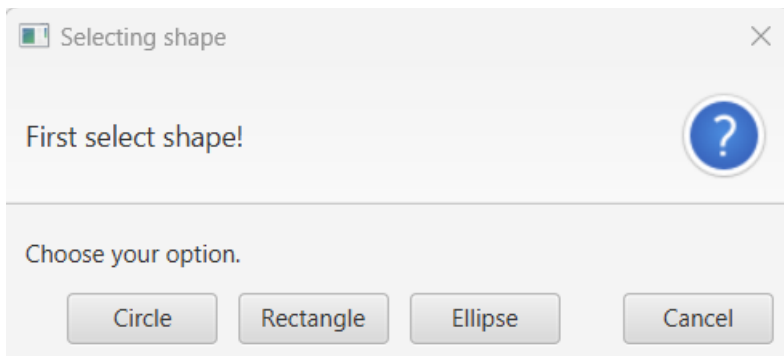 Selecting shape
First select shape!
?
Choose your option.
Circle Rectangle Ellipse Cancel